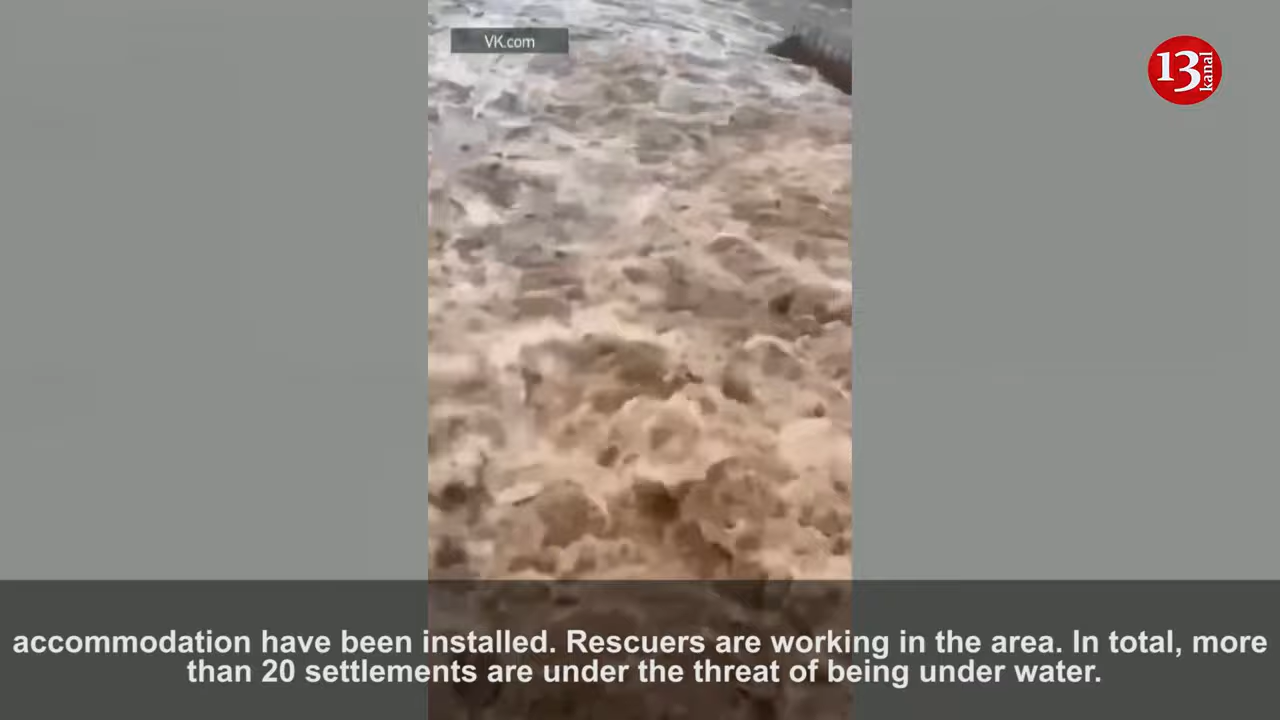 VK.com
13
kanal
accommodation have been installed. Rescuers are working in the area. In total, more
than 20 settlements are under the threat of being under water.